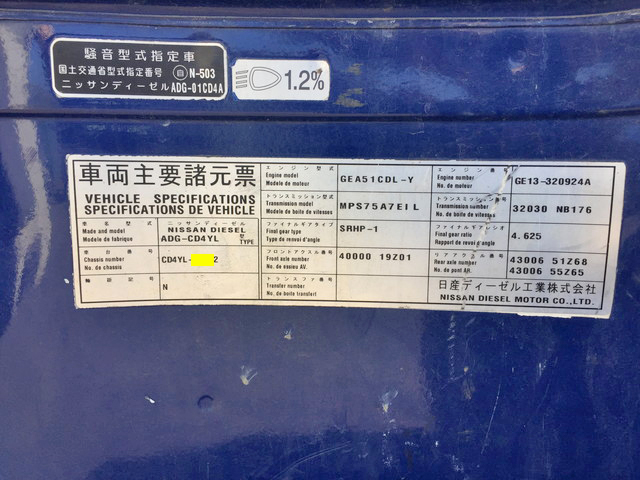 騒音型式指定車
国土交通省型式指定番号 自 N-503
ニッサンディーゼル ADG-01CD4A
1.2%
車両主要諸元票
VEHICLE SPECIFICATIONS
SPECIFICATIONS DE VEHICLE
車名 ニッサンディーゼル
Made and model NISSAN DIESEL 型
Modele de fabrique ADG-CD4YL TYPE
車台番号
Chassis number CD4YL- 2
No. de chassis
N
エンジン型式
Engine model GEA51CDL-Y
Modele de moteur
トランスミッション型式
Transmission model MPS75A7EIL
Modele de boite de vitesses
ファイナルギアタイプ
Final gear type SRHP-1
Type de renvoi d'angle
フロントアクスル番号
Front axle number 40000 19Z01
No. de essieu AV.
トランスファ番号
Transfer number
No. de boite transfert
エンジン番号
Engine number GE13-320924A
No. de moteur
トランスミッション番号
Transmission number 32030 NB176
No. de boite de vitesses
ファイナルギアレシオ
Final gear ratio 4.625
Rapport de renvoi d'angle
リアアクスル番号 43006 51Z68
Rear axle number 43006 55Z65
No. de pont AR.
日産ディーゼル工業株式会社
NISSAN DIESEL MOTOR CO.,LTD.